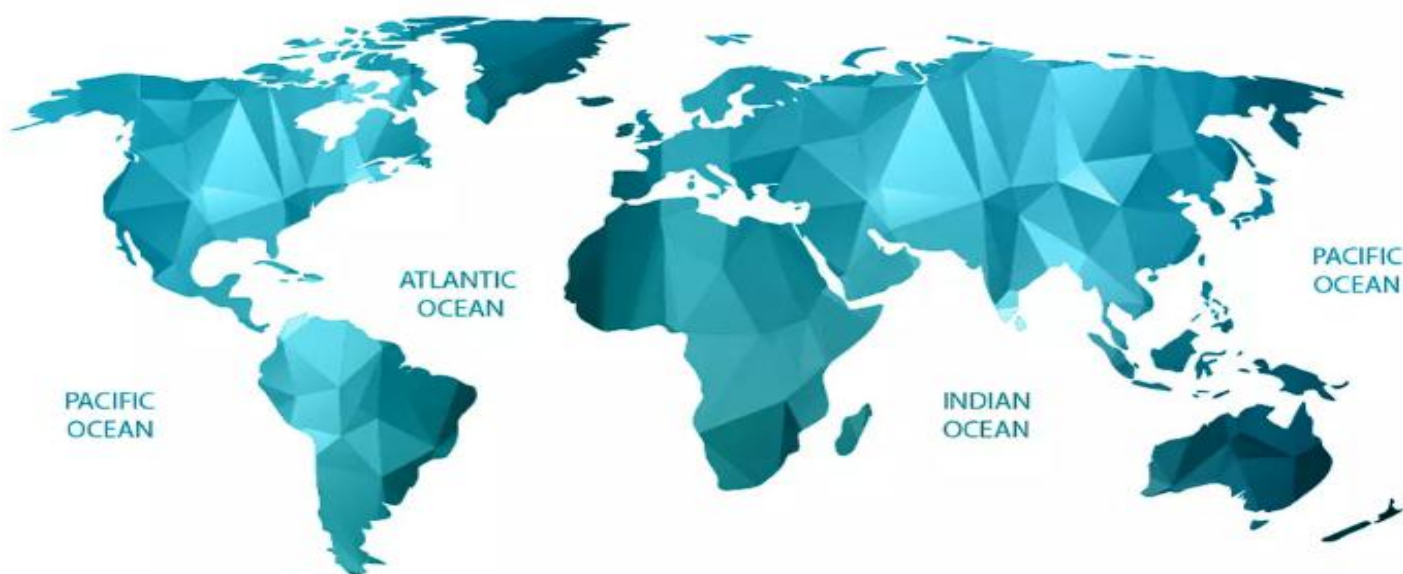 ATLANTIC
OCEAN
PACIFIC
OCEAN
PACIFIC
OCEAN
INDIAN
OCEAN